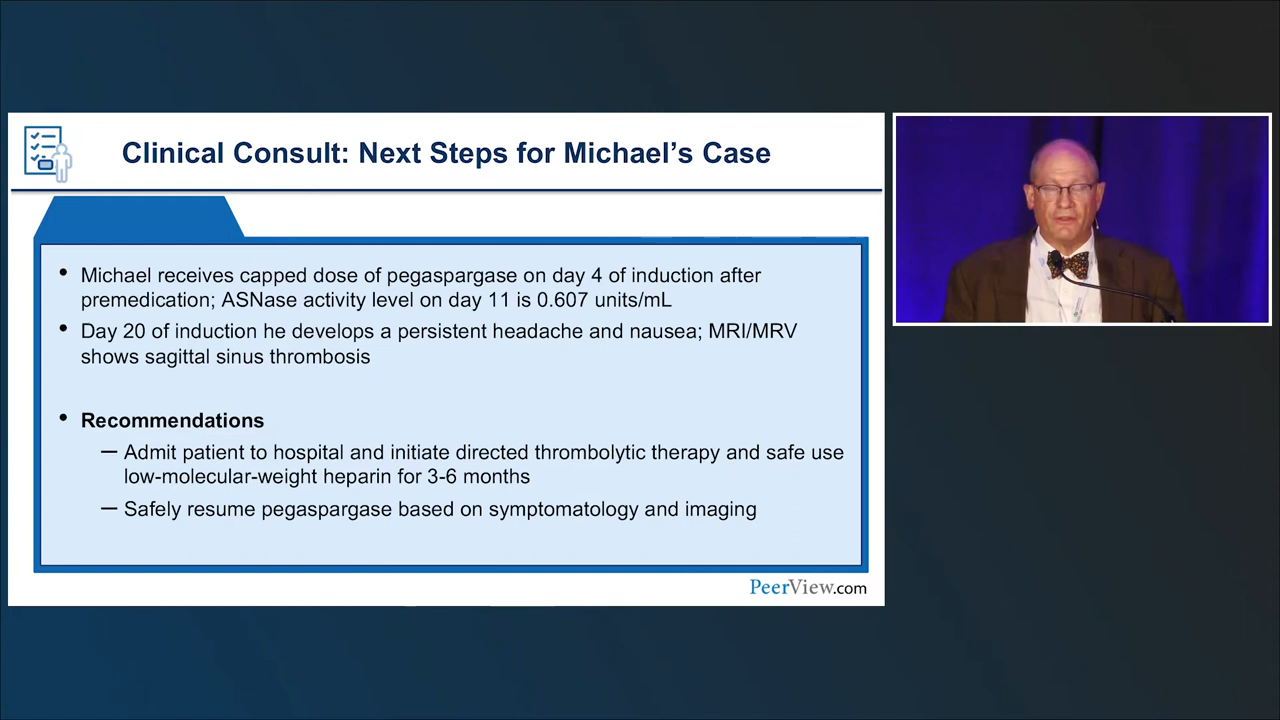 Clinical Consult: Next Steps for Michael's Case
• Michael receives capped dose of pegaspargase on day 4 of induction after
premedication; ASNase activity level on day 11 is 0.607 units/mL
• Day 20 of induction he develops a persistent headache and nausea; MRI/MRV
shows sagittal sinus thrombosis
• Recommendations
— Admit patient to hospital and initiate directed thrombolytic therapy and safe use
low-molecular-weight heparin for 3-6 months
— Safely resume pegaspargase based on symptomatology and imaging
PeerView.com